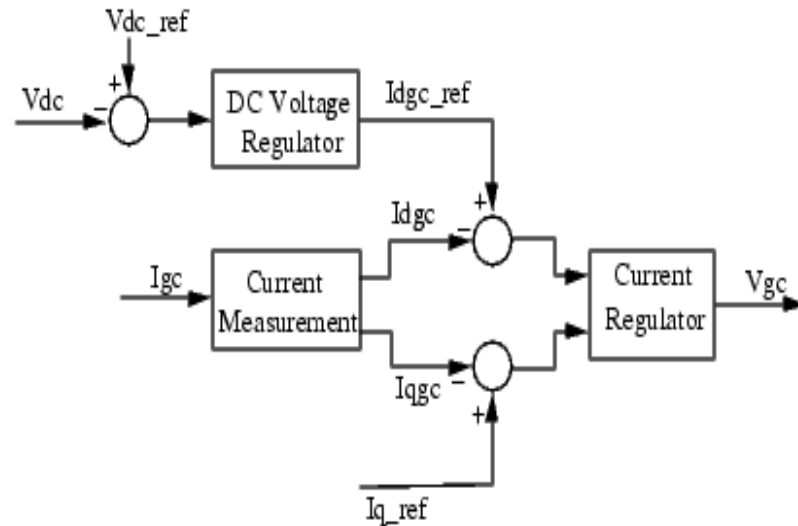 Vdc_ref
+
Vdc
−
DC Voltage
Regulator
Idgc_ref
+
Idgc
−
Igc
Current
Measurement
Current
Regulator
Vgc
Iqgc
−
+
Iq_ref